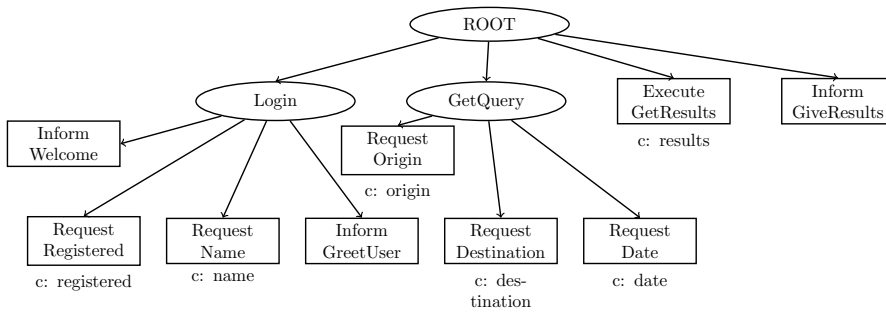 ROOT
Login
GetQuery
Execute
GetResults
c: results
Inform
GiveResults
Inform
Welcome
Request
Origin
c: origin
Request
Registered
c: registered
Request
Name
c: name
Inform
GreetUser
Request
Destination
c: des-
tination
Request
Date
c: date